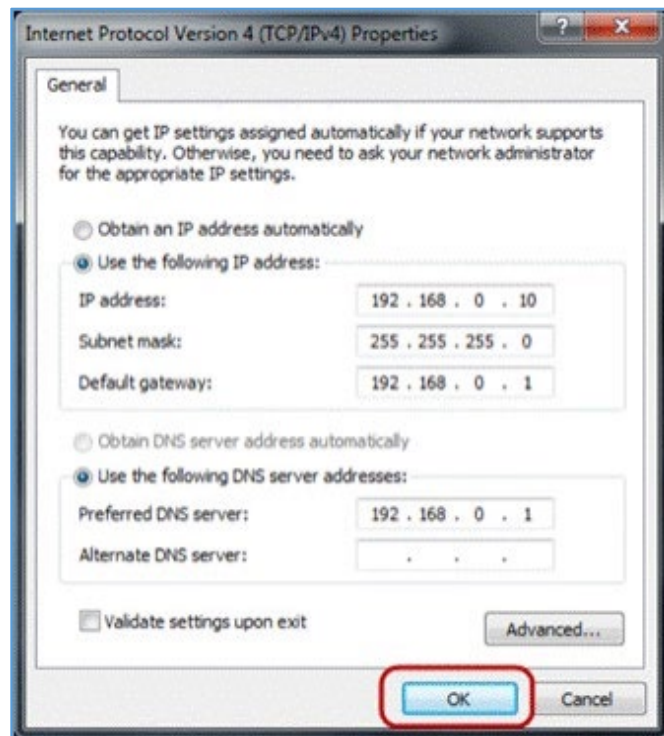 Internet Protocol Version 4 (TCP/IPv4) Properties
?
General
You can get IP settings assigned automatically if your network supports
this capability. Otherwise, you need to ask your network administrator
for the appropriate IP settings.
Obtain an IP address automatically
Use the following IP address:
IP address: 192 . 168 . 0 . 10
Subnet mask: 255 . 255 . 255 . 0
Default gateway: 192 . 168 . 0 . 1
Obtain DNS server address automatically
Use the following DNS server addresses:
Preferred DNS server: 192 . 168 . 0 . 1
Alternate DNS server: . . .
Validate settings upon exit
Advanced...
OK Cancel